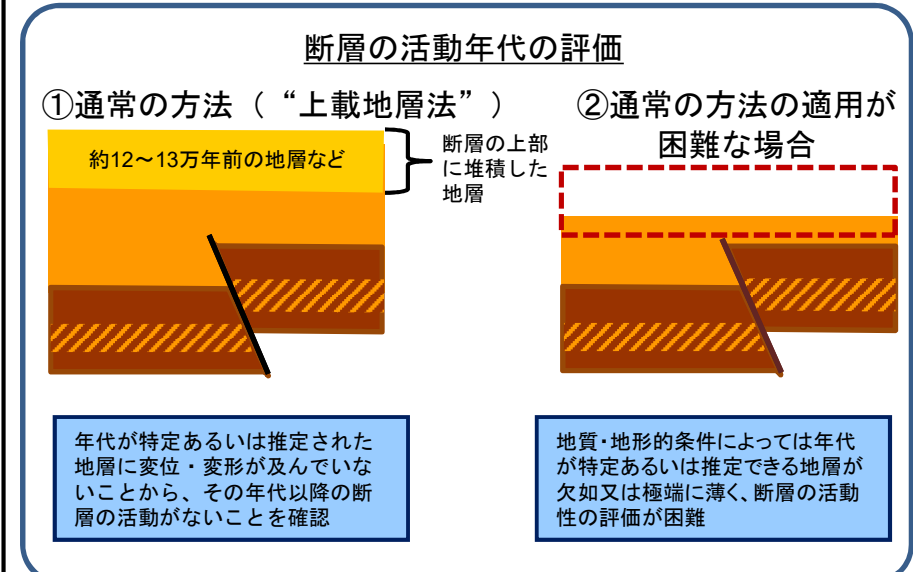 断層の活動年代の評価
①通常の方法（“上載地層法”）
約12～13万年前の地層など
断層の上部
に堆積した
地層
年代が特定あるいは推定された
地層に変位・変形が及んでいな
いことから、その年代以降の断
層の活動がないことを確認
②通常の方法の適用が
困難な場合
地質・地形的条件によっては年代
が特定あるいは推定できる地層が
欠如又は極端に薄く、断層の活動
性の評価が困難